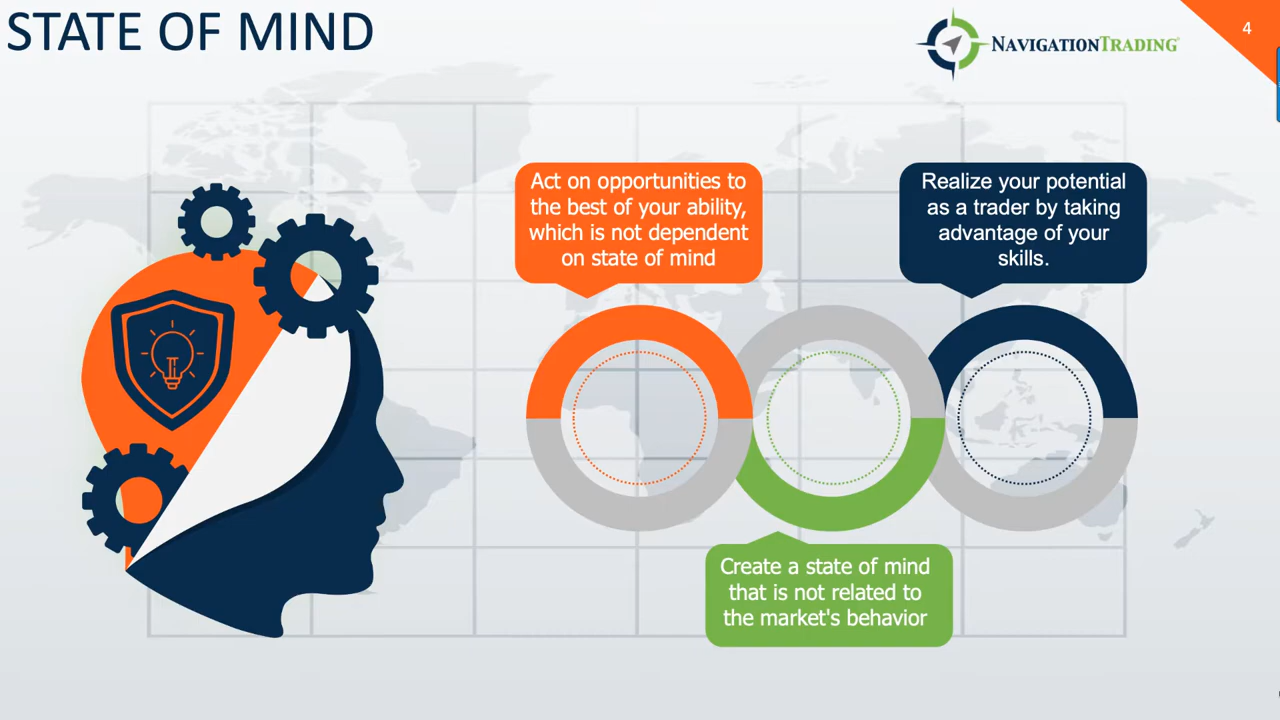 STATE OF MIND
NAVIGATIONTRADING®
4
Act on opportunities to
the best of your ability,
which is not dependent
on state of mind
Realize your potential
as a trader by taking
advantage of your
skills.
Create a state of mind
that is not related to
the market's behavior